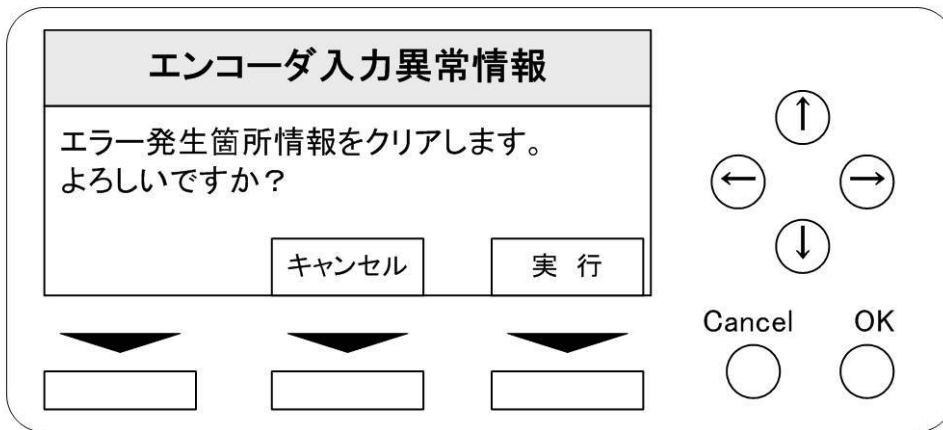 エンコーダ入力異常情報
エラー発生箇所情報をクリアします。
よろしいですか？
キャンセル
実 行
Cancel
OK